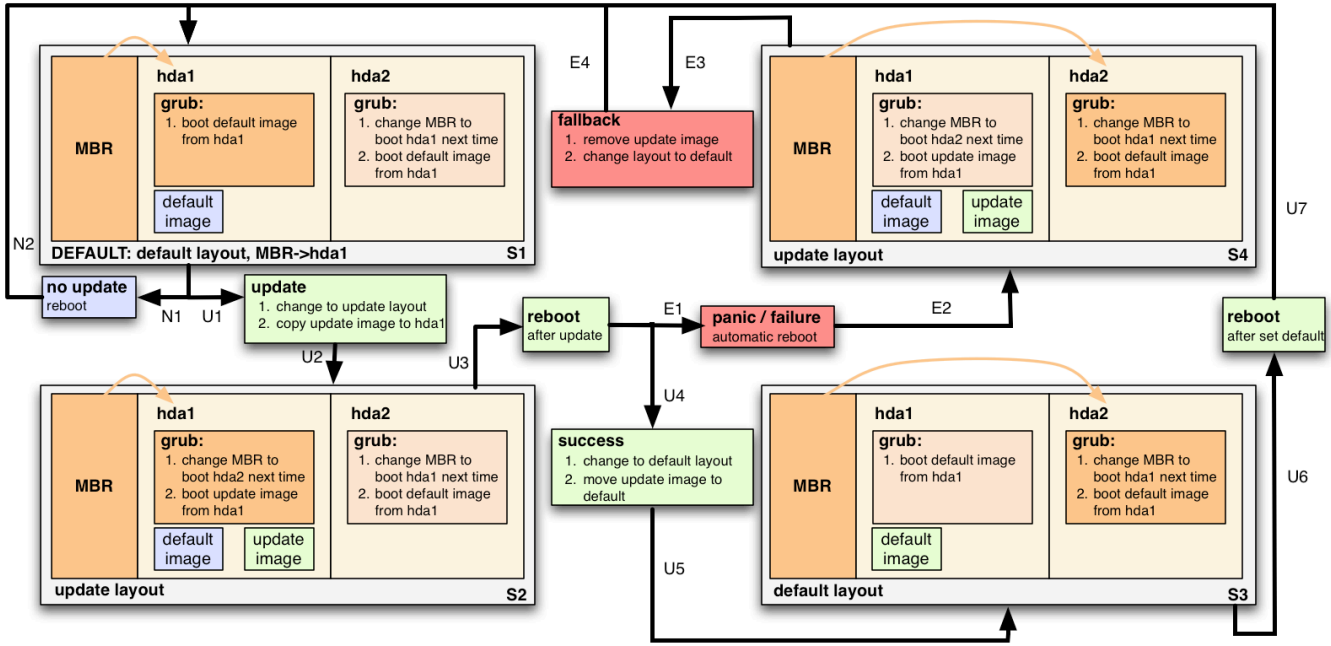 E4
E3
hda1
hda2
MBR
grub:
1. boot default image
from hda1
default
image
grub:
1. change MBR to
boot hda1 next time
2. boot default image
from hda1
DEFAULT: default layout, MBR->hda1
S1
fallback
1. remove update image
2. change layout to default
hda1
hda2
MBR
grub:
1. change MBR to
boot hda2 next time
2. boot update image
from hda1
default
image
update
image
grub:
1. change MBR to
boot hda1 next time
2. boot default image
from hda1
update layout
S4
U7
N2
no update
reboot
N1
U1
update
1. change to update layout
2. copy update image to hda1
U2
U3
reboot
after update
E1
panic / failure
automatic reboot
E2
reboot
after set default
hda1
hda2
MBR
grub:
1. change MBR to
boot hda2 next time
2. boot update image
from hda1
default
image
update
image
grub:
1. change MBR to
boot hda1 next time
2. boot default image
from hda1
update layout
S2
U4
success
1. change to default layout
2. move update image to
default
U5
hda1
hda2
MBR
grub:
1. boot default image
from hda1
default
image
grub:
1. change MBR to
boot hda1 next time
2. boot default image
from hda1
default layout
S3
U6